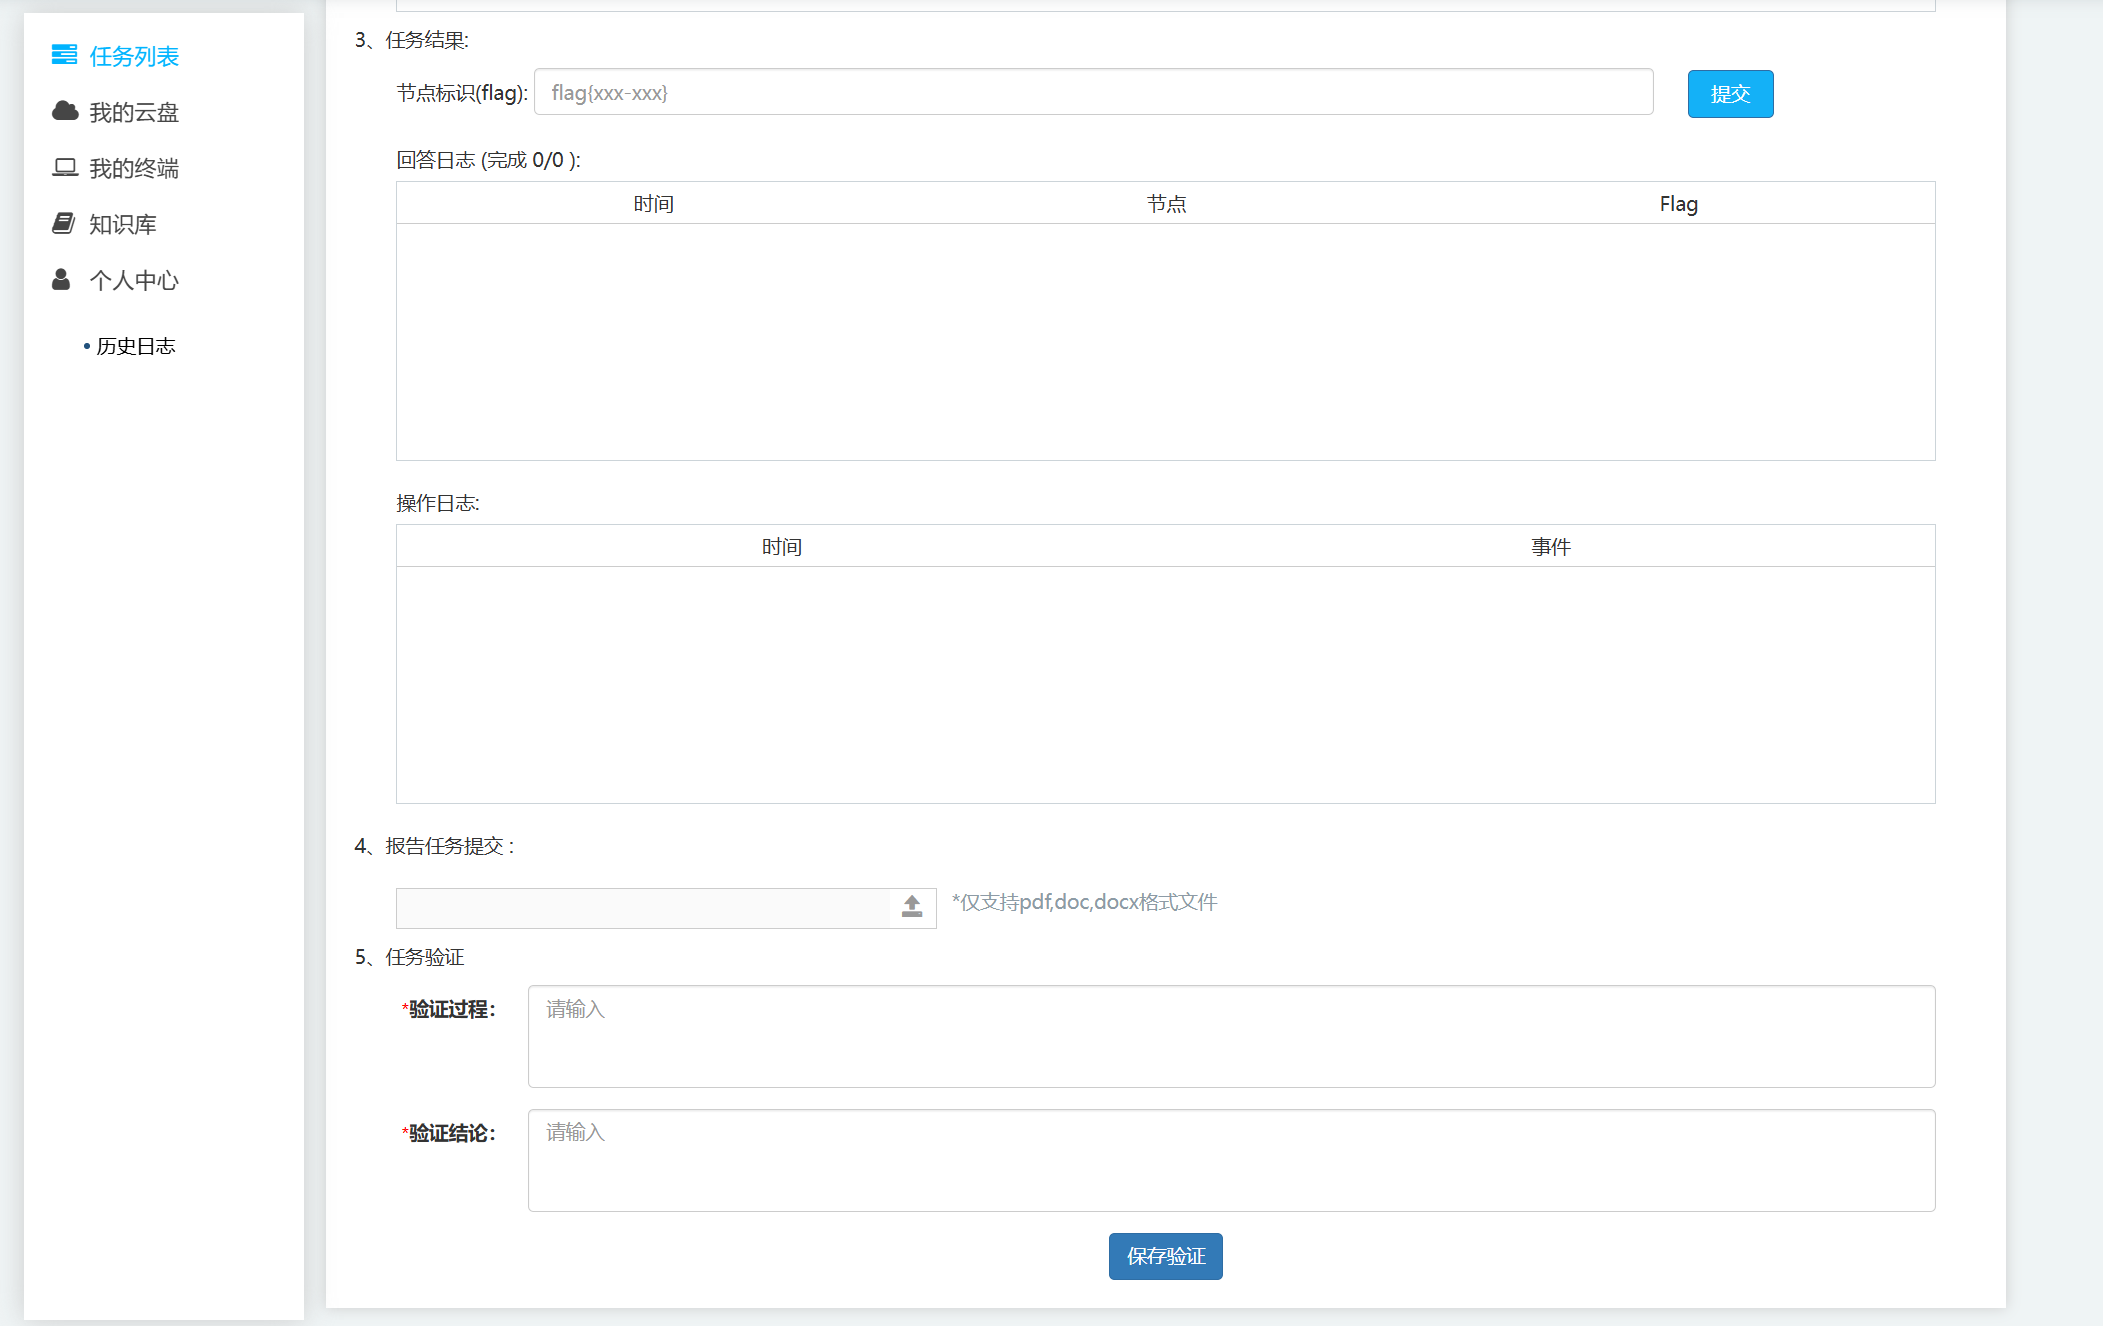 任务列表
我的云盘
我的终端
知识库
个人中心
• 历史日志
3、任务结果:
节点标识(flag): flag{xxx-xxx} 提交
回答日志 (完成 0/0 ):
时间 节点 Flag
操作日志:
时间 事件
4、报告任务提交 :
*仅支持pdf,doc,docx格式文件
5、任务验证
*验证过程： 请输入
*验证结论： 请输入
保存验证